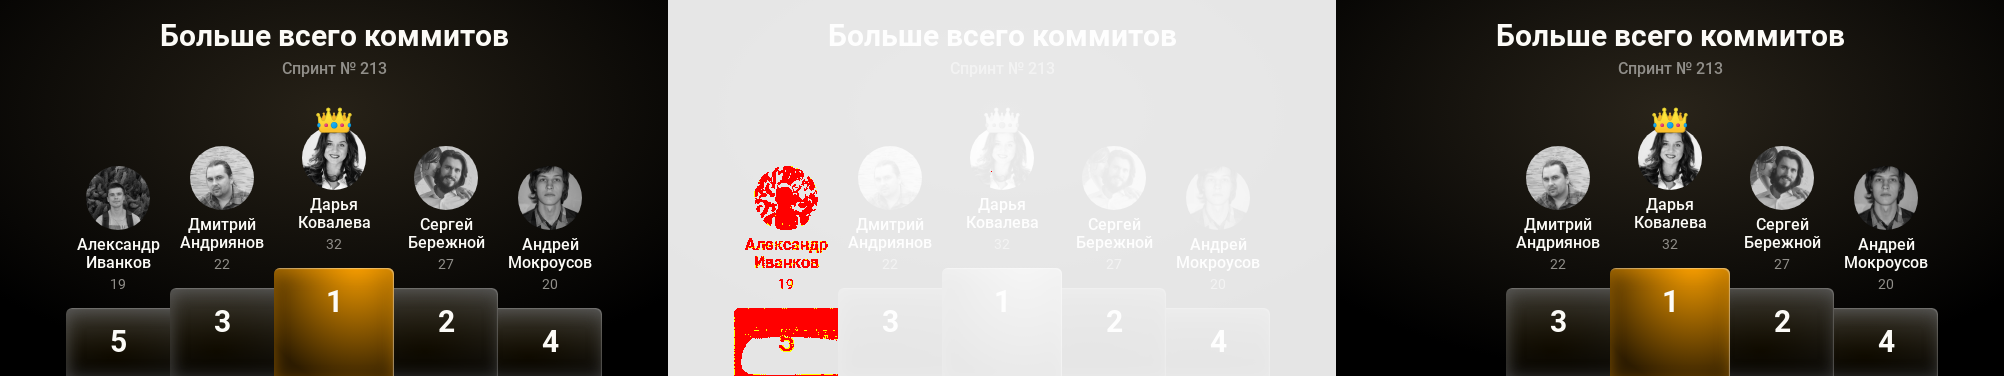 Больше всего коммитов
Спринт № 213
Александр
Иванков
19
5
Дмитрий
Андриянов
22
3
Дарья
Ковалева
32
1
Сергей
Бережной
27
2
Андрей
Мокроусов
20
4
Больше всего коммитов
Спринт № 213
Александр
Иванков
19
5
Дмитрий
Андриянов
22
3
Дарья
Ковалева
32
1
Сергей
Бережной
27
2
Андрей
Мокроусов
20
4
Больше всего коммитов
Спринт № 213
Дмитрий
Андриянов
22
3
Дарья
Ковалева
32
1
Сергей
Бережной
27
2
Андрей
Мокроусов
20
4